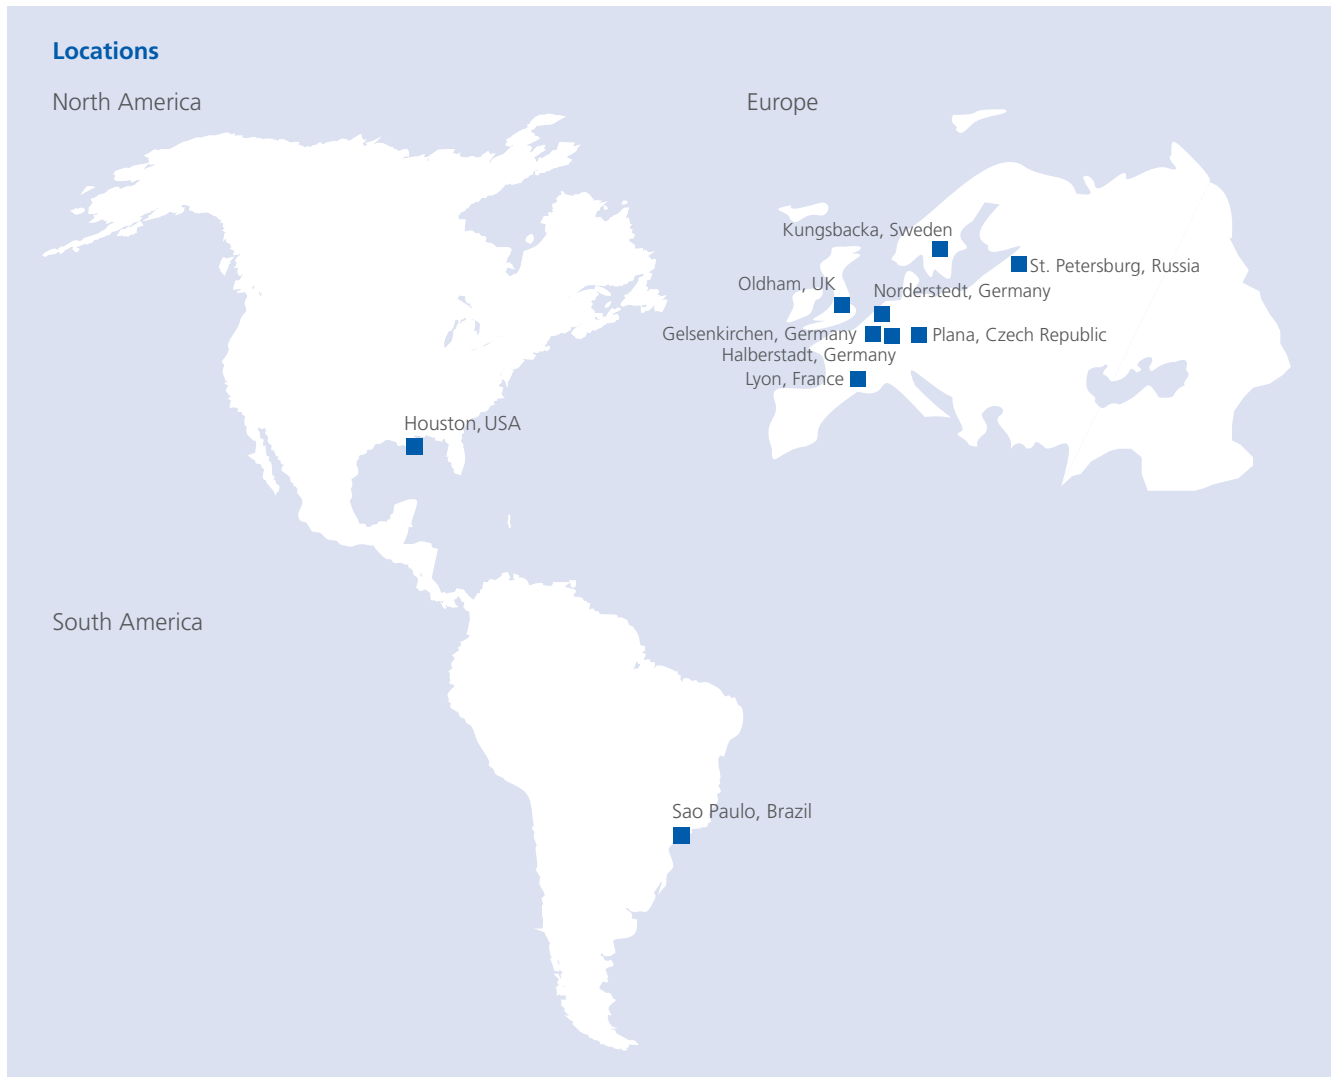 Locations
North America
Europe
Kungsbacka, Sweden
St. Petersburg, Russia
Oldham, UK
Norderstedt, Germany
Gelsenkirchen, Germany
Plana, Czech Republic
Halberstadt, Germany
Lyon, France
Houston, USA
South America
Sao Paulo, Brazil